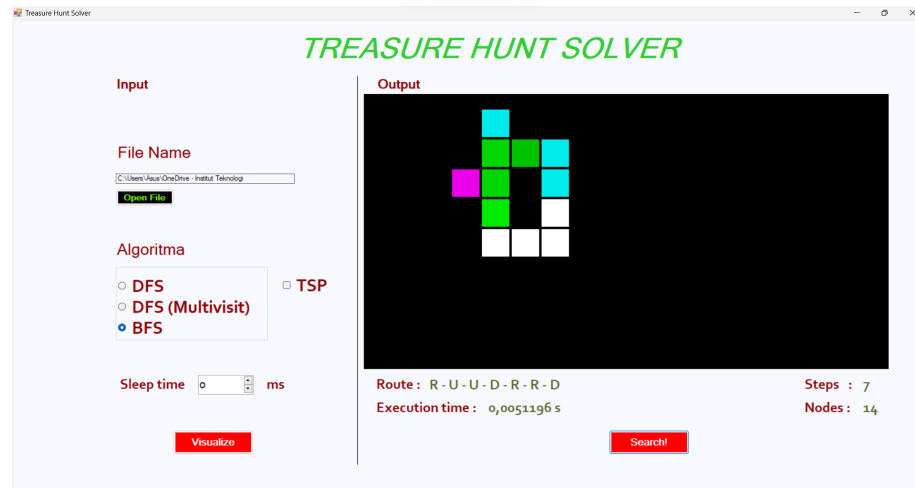 Treasure Hunt Solver
TREASURE HUNT SOLVER
Input
Output
File Name
C:\Users\Asus\OneDrive - Institut Teknologi
Open File
Algoritma
DFS
TSP
DFS (Multivisit)
BFS
Sleep time 0 ms
Route : R - U - U - D - R - R - D
Steps : 7
Execution time : 0,0051196 s
Nodes : 14
Visualize
Search!